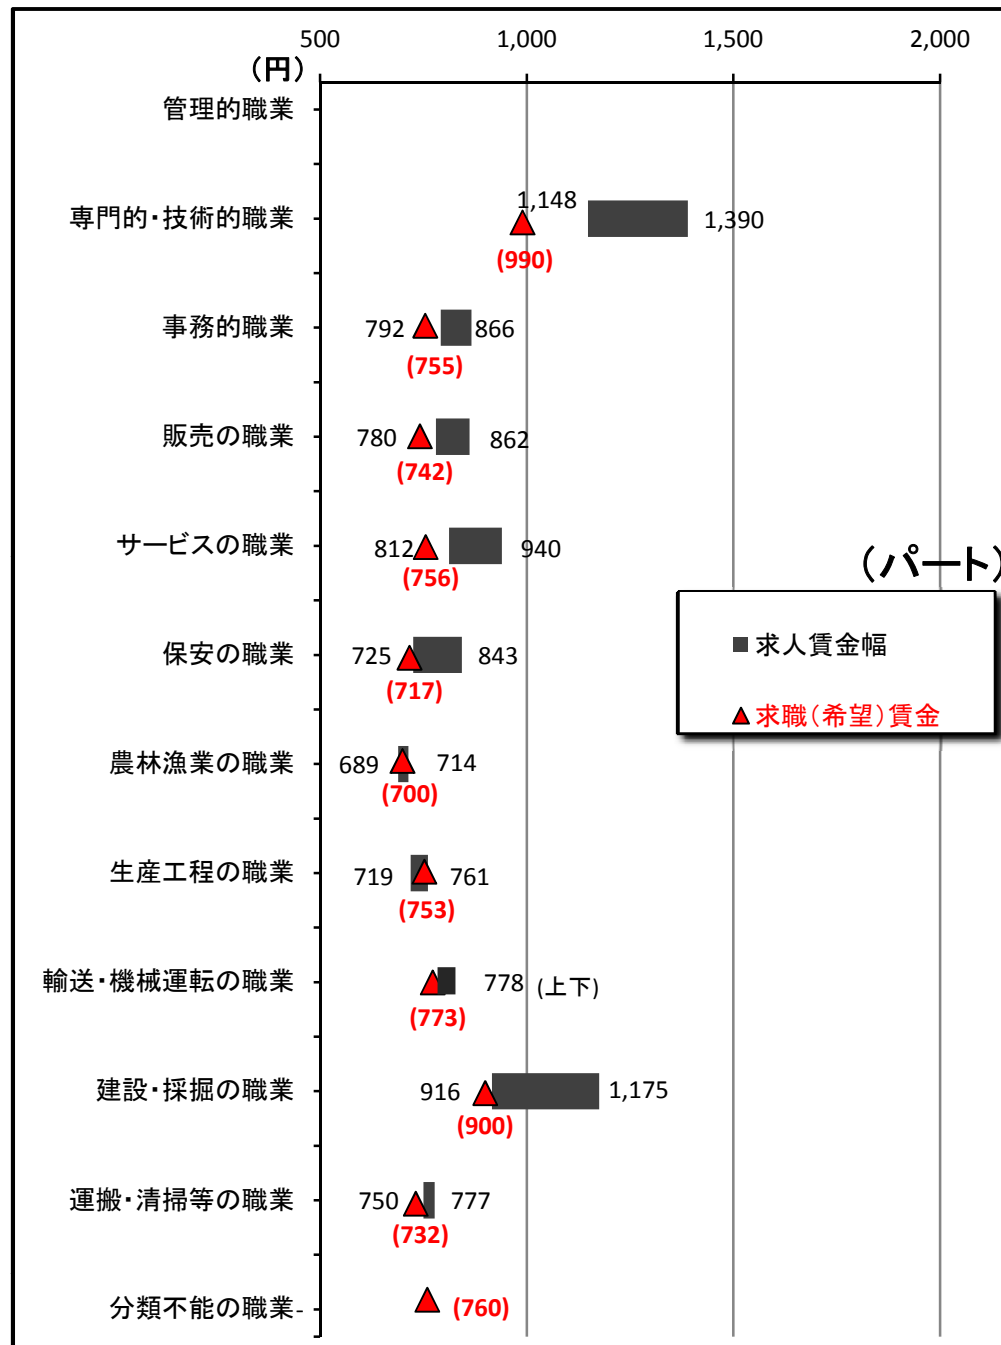 500 1,000 1,500 2,000
（円）
管理的職業
専門的・技術的職業 1,148 1,390
(990)
事務的職業 792 866
(755)
販売の職業 780 862
(742)
サービスの職業 812 940
(756)
（パート）
保安の職業 725 843
(717)
■求人賃金幅
▲求職（希望）賃金
農林漁業の職業 689 714
(700)
生産工程の職業 719 761
(753)
輸送・機械運転の職業 778 (上下)
(773)
建設・採掘の職業 916 1,175
(900)
運搬・清掃等の職業 750 777
(732)
分類不能の職業- (760)